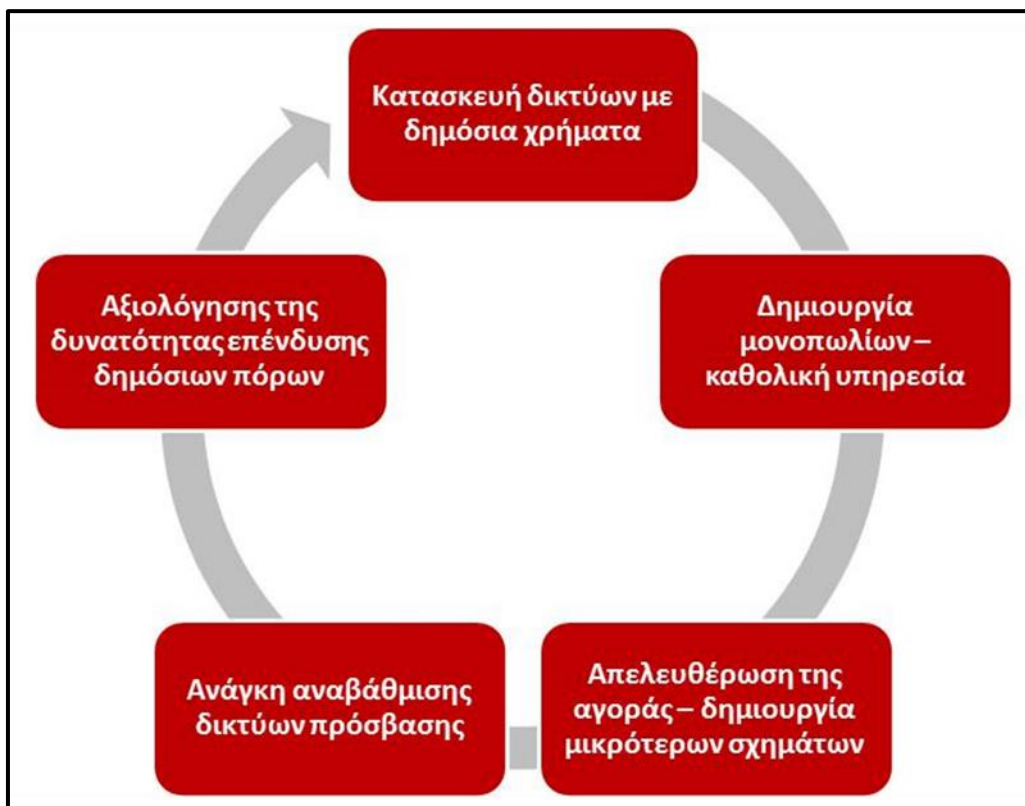 Κατασκευή δικτύων με
δημόσια χρήματα
Δημιουργία
μονοπωλίων –
καθολική υπηρεσία
Απελευθέρωση της
αγοράς – δημιουργία
μικρότερων σχημάτων
Ανάγκη αναβάθμισης
δικτύων πρόσβασης
Αξιολόγησης της
δυνατότητας επένδυσης
δημόσιων πόρων